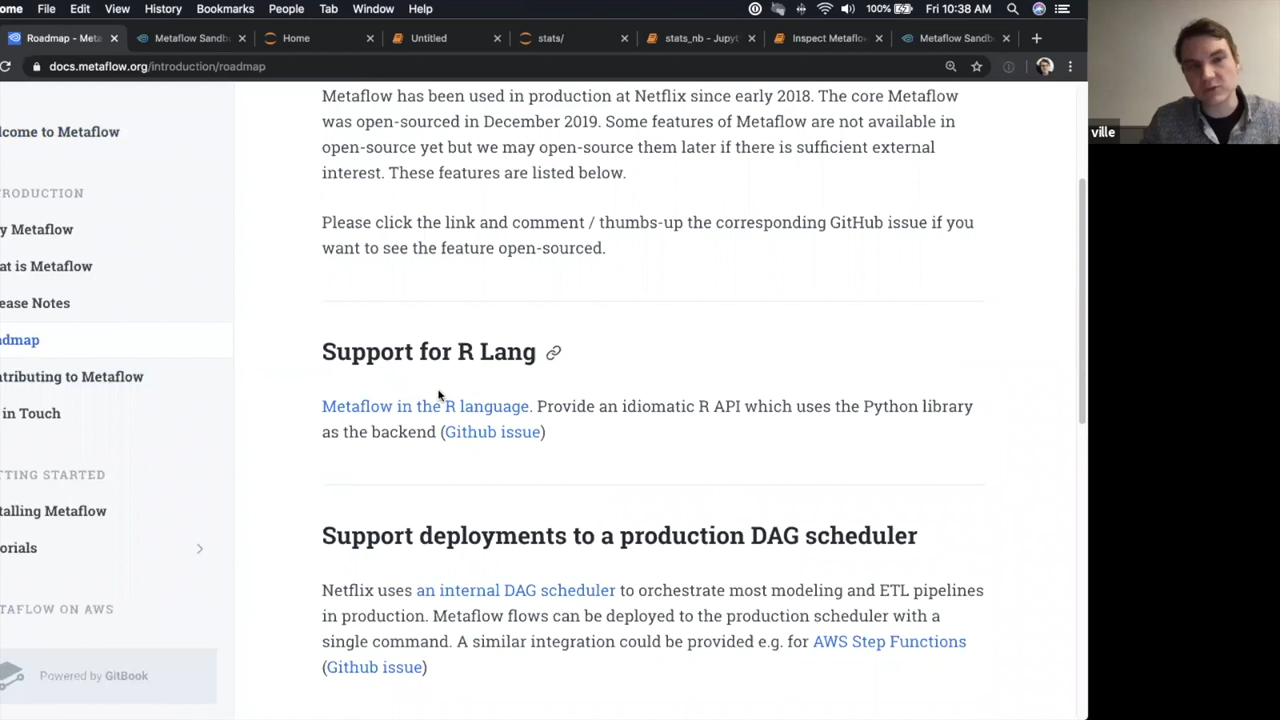 ome File Edit View History Bookmarks People Tab Window Help 100% Fri 10:38 AM
Roadmap - Meta Metaflow Sandb Home Untitled stats/ stats_nb - Jupyt Inspect Metaflo Metaflow Sandb
docs.metaflow.org/introduction/roadmap
ville
lcome to Metaflow
TRODUCTION
y Metaflow
at is Metaflow
ease Notes
admap
ntributing to Metaflow
in Touch
TTING STARTED
talling Metaflow
orials
TAFLOW ON AWS
Powered by GitBook
Metaflow has been used in production at Netflix since early 2018. The core Metaflow
was open-sourced in December 2019. Some features of Metaflow are not available in
open-source yet but we may open-source them later if there is sufficient external
interest. These features are listed below.
Please click the link and comment / thumbs-up the corresponding GitHub issue if you
want to see the feature open-sourced.
Support for R Lang
Metaflow in the R language. Provide an idiomatic R API which uses the Python library
as the backend (Github issue)
Support deployments to a production DAG scheduler
Netflix uses an internal DAG scheduler to orchestrate most modeling and ETL pipelines
in production. Metaflow flows can be deployed to the production scheduler with a
single command. A similar integration could be provided e.g. for AWS Step Functions
(Github issue)